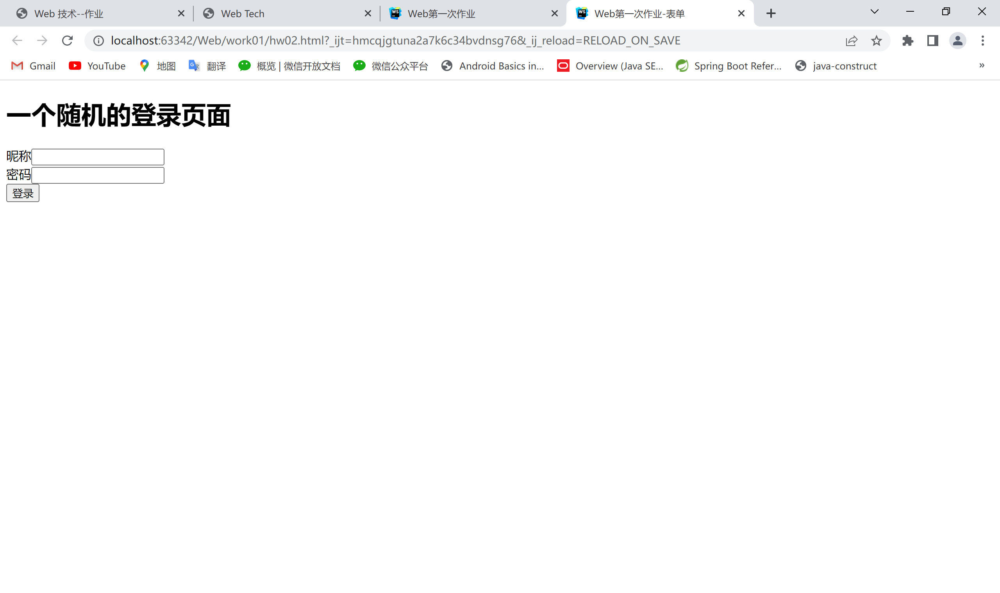 Web 技术--作业
Web Tech
Web第一次作业
Web第一次作业-表单
localhost:63342/Web/work01/hw02.html?_ijt=hmcqjgtuna2a7k6c34bvdnsg76&_ij_reload=RELOAD_ON_SAVE
Gmail
YouTube
地图
翻译
概览 | 微信开放文档
微信公众平台
Android Basics in...
Overview (Java SE...
Spring Boot Refer...
java-construct
一个随机的登录页面
昵称
密码
登录